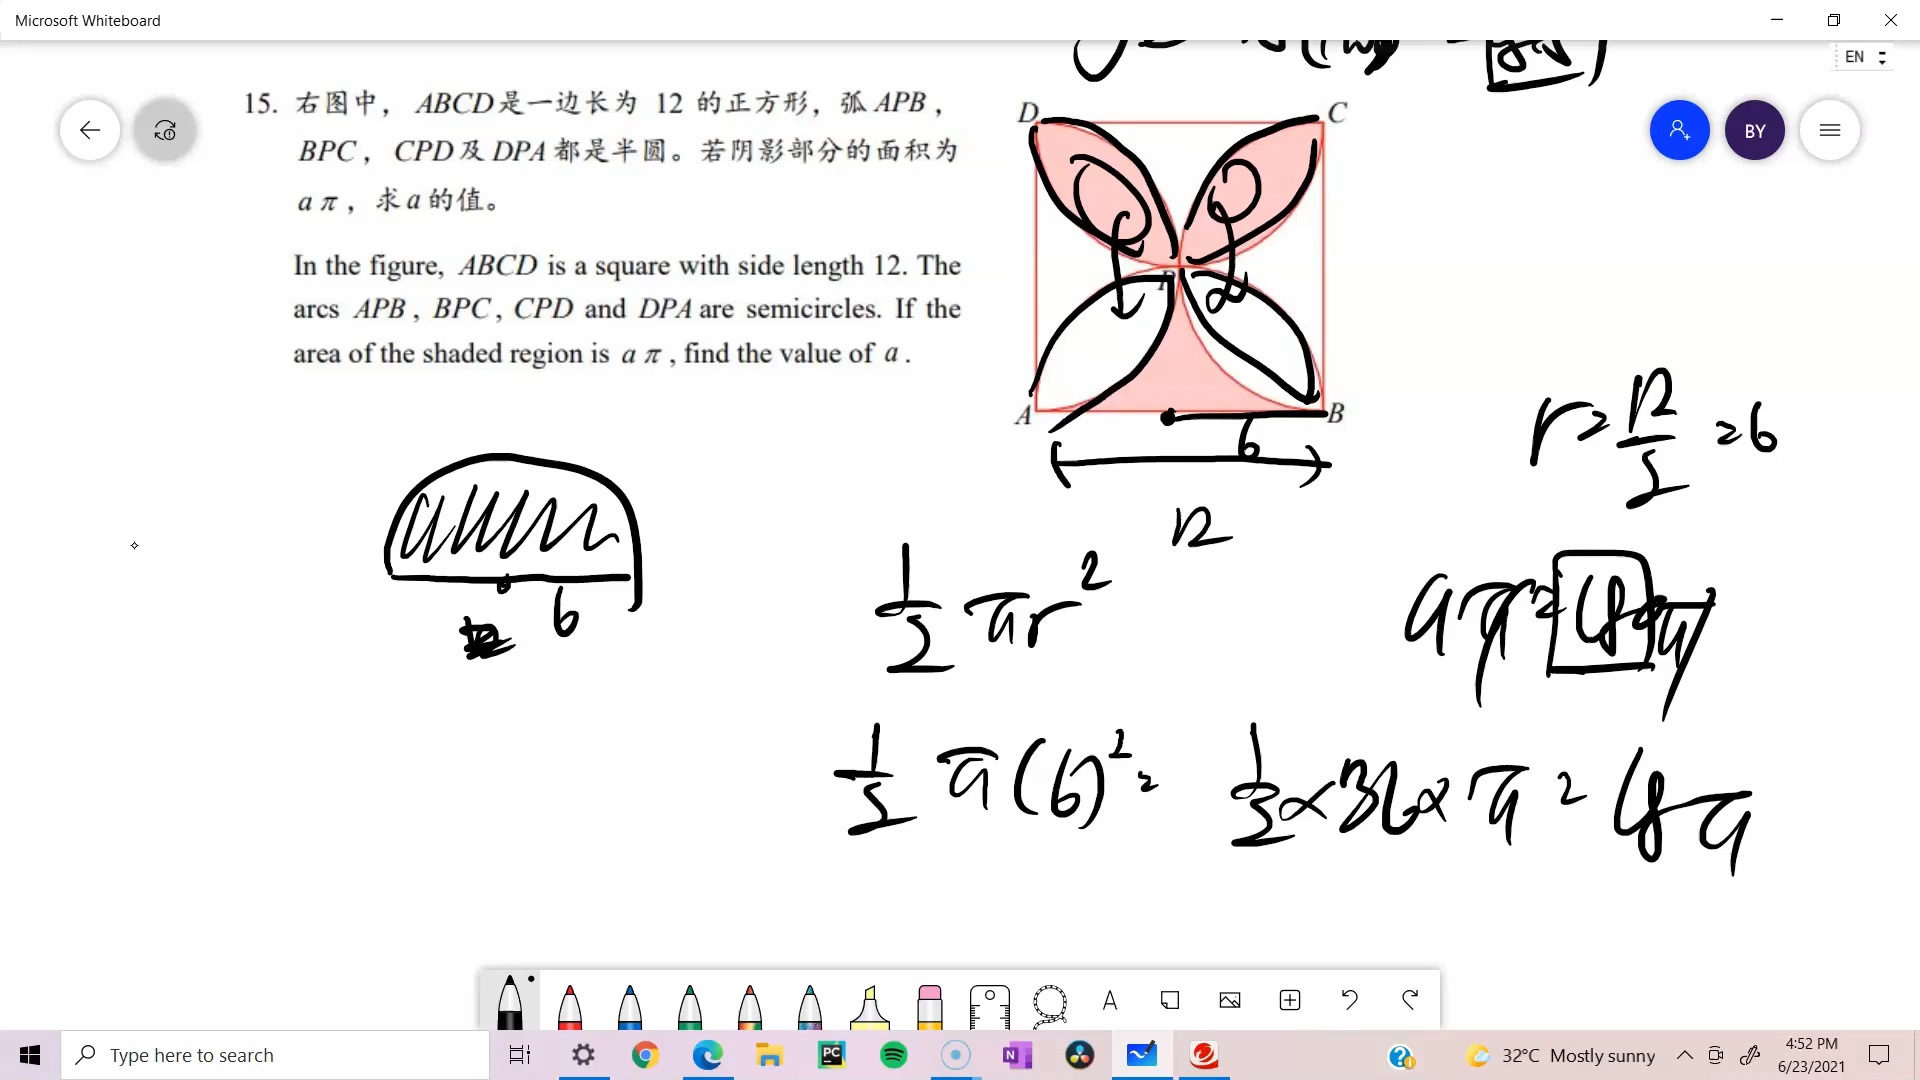 Microsoft Whiteboard
EN
BY
15. 右图中，ABCD是一边长为 12 的正方形，弧 APB，
BPC，CPD及 DPA 都是半圆。若阴影部分的面积为
a π，求 a 的值。
In the figure, ABCD is a square with side length 12. The
arcs APB, BPC, CPD and DPA are semicircles. If the
area of the shaded region is a π, find the value of a.
D C
P
A B
6
12
r = 12/2 = 6
6
1/2 πr²
aπ = 18π
1/2 π(6)² = 1/2 × 36 × π = 18π
A
Type here to search
PC
N
32°C Mostly sunny
4:52 PM
6/23/2021